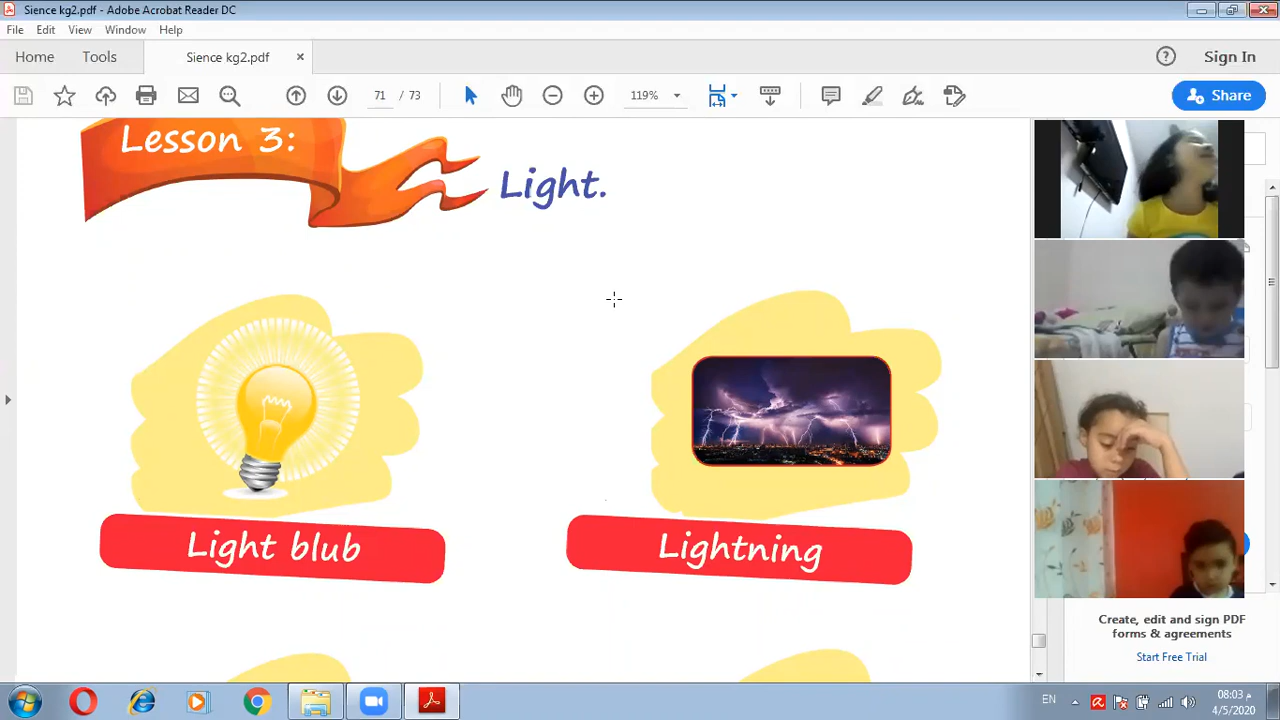 Sience kg2.pdf - Adobe Acrobat Reader DC
File Edit View Window Help
Home Tools Sience kg2.pdf × ? Sign In
71 / 73 119% Share
Lesson 3:
Light.
Light blub
Lightning
Create, edit and sign PDF
forms & agreements
Start Free Trial
EN
08:03 م
4/5/2020